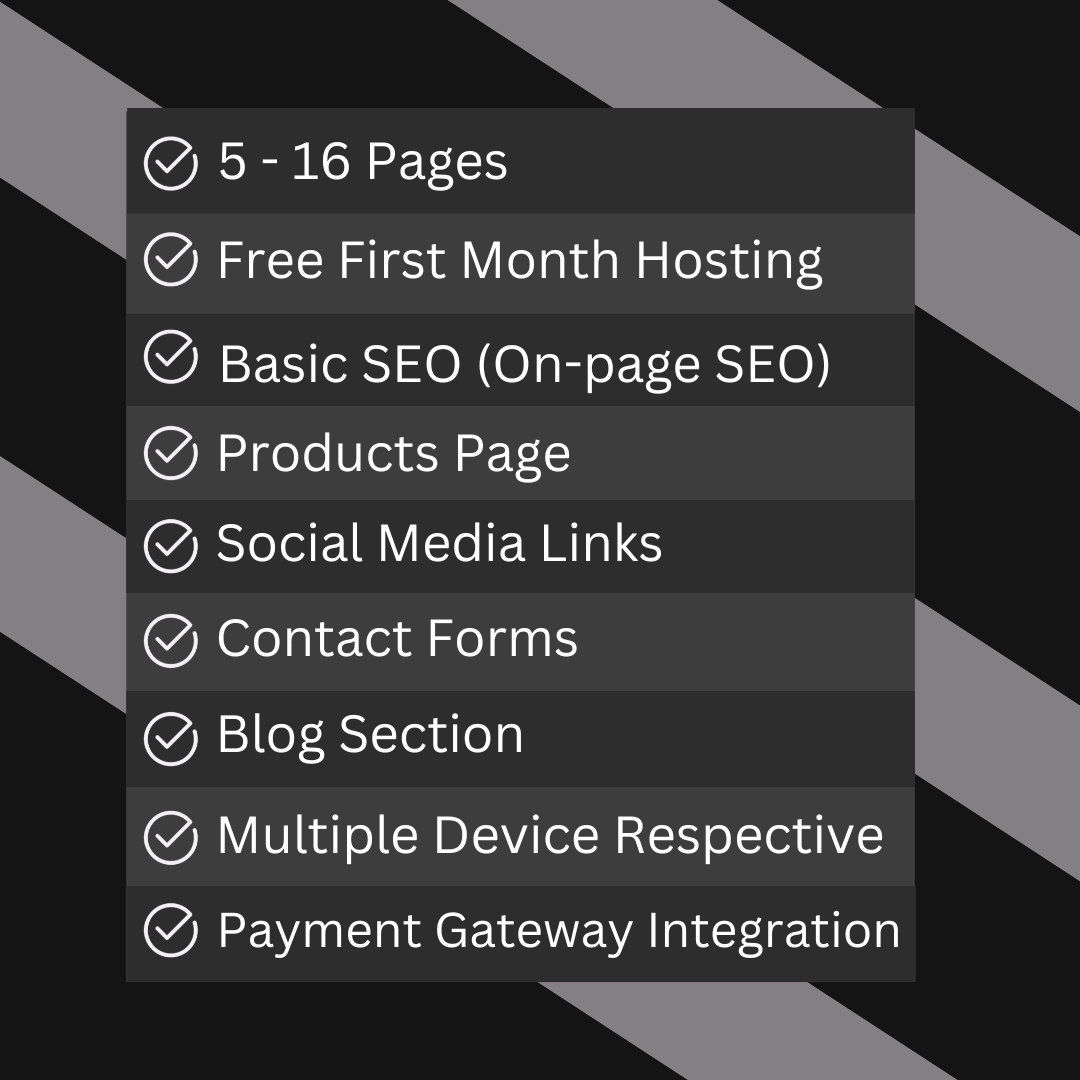 5 - 16 Pages
Free First Month Hosting
Basic SEO (On-page SEO)
Products Page
Social Media Links
Contact Forms
Blog Section
Multiple Device Respective
Payment Gateway Integration